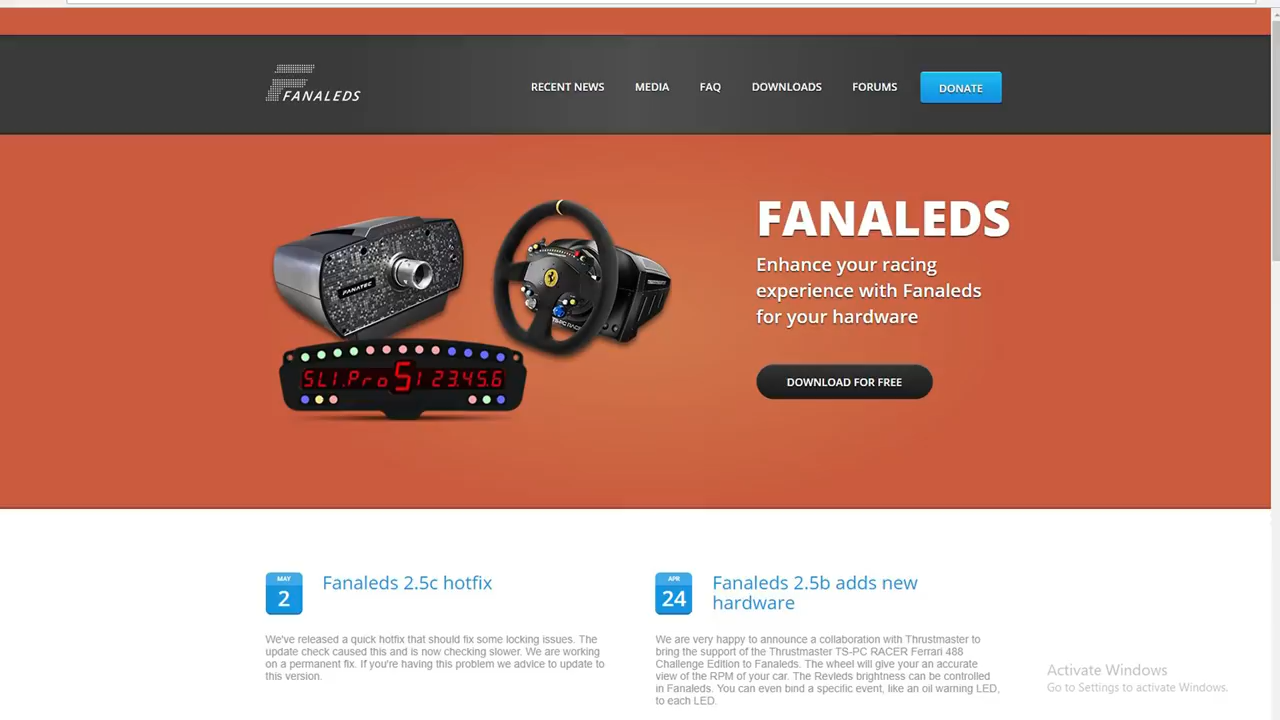 FANALEDS
RECENT NEWS
MEDIA
FAQ
DOWNLOADS
FORUMS
DONATE
FANATEC
SLI.Pro 5 1 23.45.6
FANALEDS
Enhance your racing
experience with Fanaleds
for your hardware
DOWNLOAD FOR FREE
MAY
2
Fanaleds 2.5c hotfix
We've released a quick hotfix that should fix some locking issues. The
update check caused this and is now checking slower. We are working
on a permanent fix. If you're having this problem we advice to update to
this version.
APR
24
Fanaleds 2.5b adds new
hardware
We are very happy to announce a collaboration with Thrustmaster to
bring the support of the Thrustmaster TS-PC RACER Ferrari 488
Challenge Edition to Fanaleds. The wheel will give your an accurate
view of the RPM of your car. The Revleds brightness can be controlled
in Fanaleds. You can even bind a specific event, like an oil warning LED,
to each LED.
Activate Windows
Go to Settings to activate Windows.